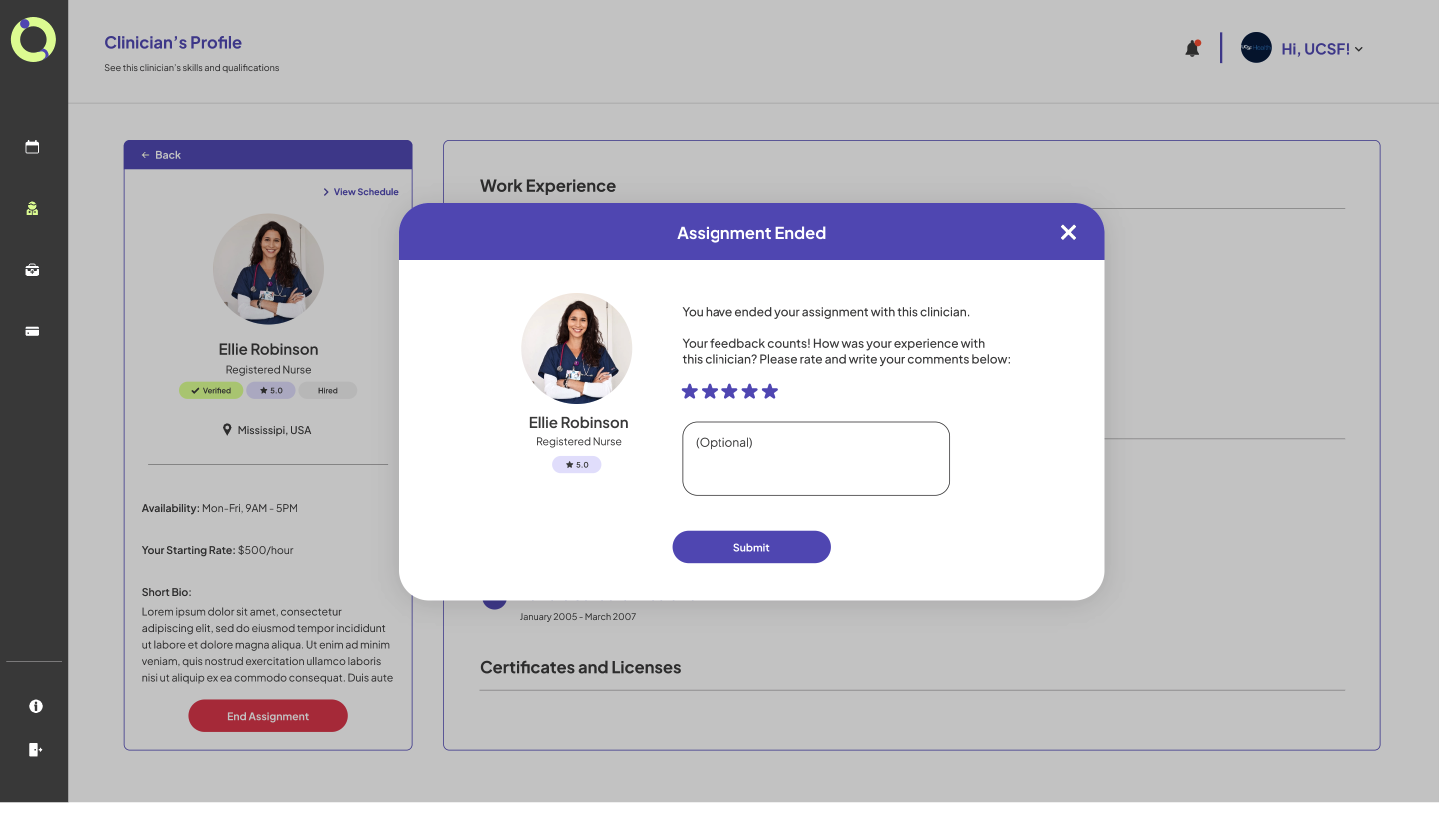 Clinician's Profile
See this clinician's skills and qualifications
Hi, UCSF!
Back
View Schedule
Ellie Robinson
Registered Nurse
Verified
5.0
Hired
Mississipi, USA
Availability: Mon-Fri, 9AM - 5PM
Your Starting Rate: $500/hour
Short Bio:
Lorem ipsum dolor sit amet, consectetur
adipiscing elit, sed do eiusmod tempor incididunt
ut labore et dolore magna aliqua. Ut enim ad minim
veniam, quis nostrud exercitation ullamco laboris
nisi ut aliquip ex ea commodo consequat. Duis aute
End Assignment
Work Experience
Assignment Ended
Ellie Robinson
Registered Nurse
5.0
You have ended your assignment with this clinician.
Your feedback counts! How was your experience with
this clinician? Please rate and write your comments below:
(Optional)
Submit
January 2005 - March 2007
Certificates and Licenses